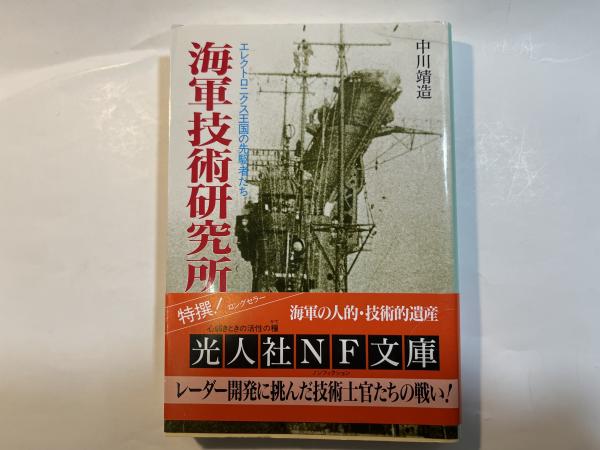 中川靖造
エレクトロニクス王国の先駆者たち
海軍技術研究所
特撰! ロングセラー
海軍の人的・技術的遺産
心弱きときの活性の種
かて
光人社NF文庫
ノンフィクション
レーダー開発に挑んだ技術士官たちの戦い!